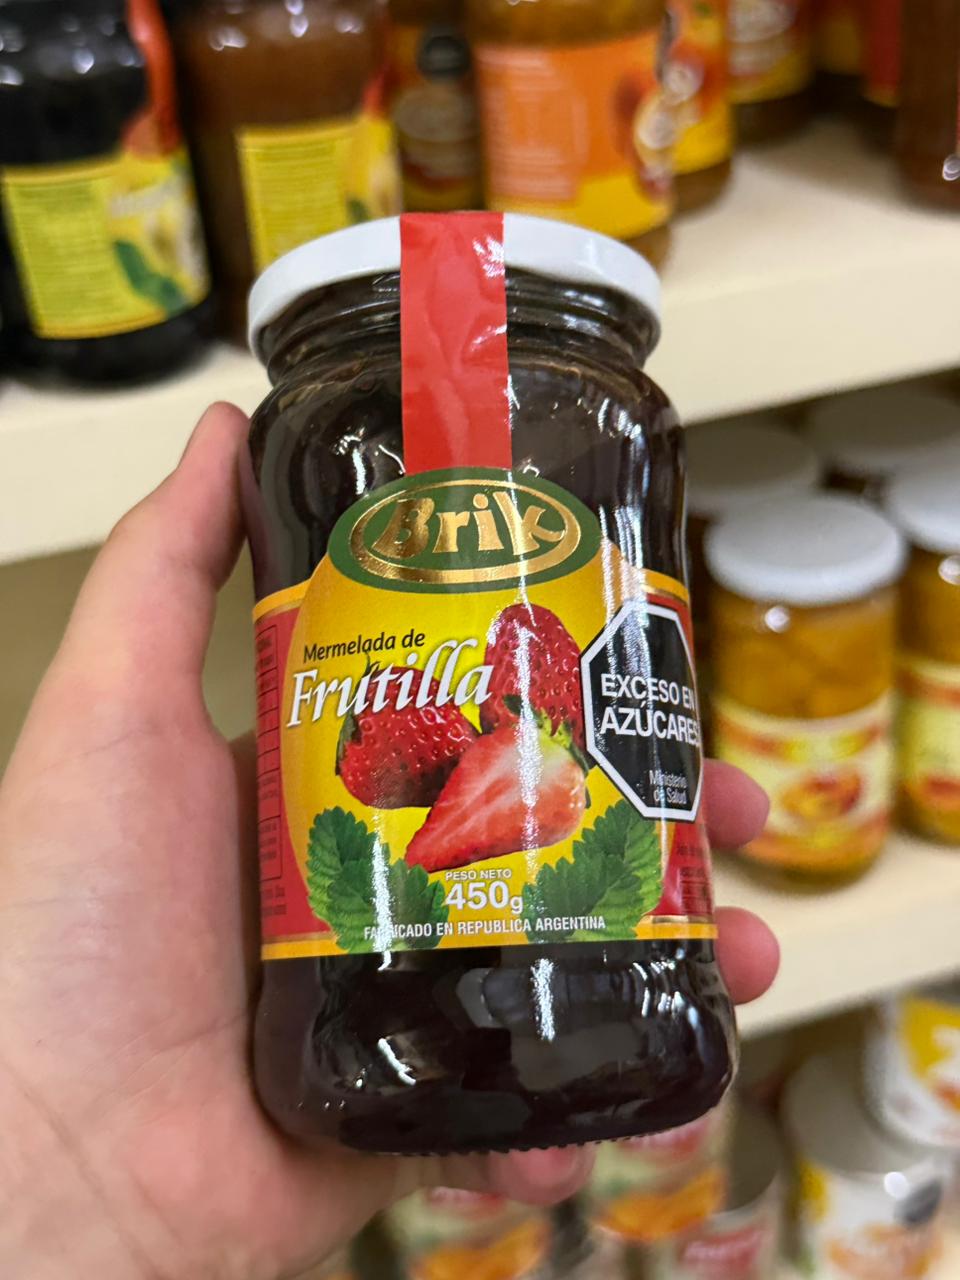 Brik
Mermelada de
Frutilla
EXCESO EN
AZÚCARES
Ministerio
de Salud
PESO NETO
450g
FABRICADO EN REPUBLICA ARGENTINA